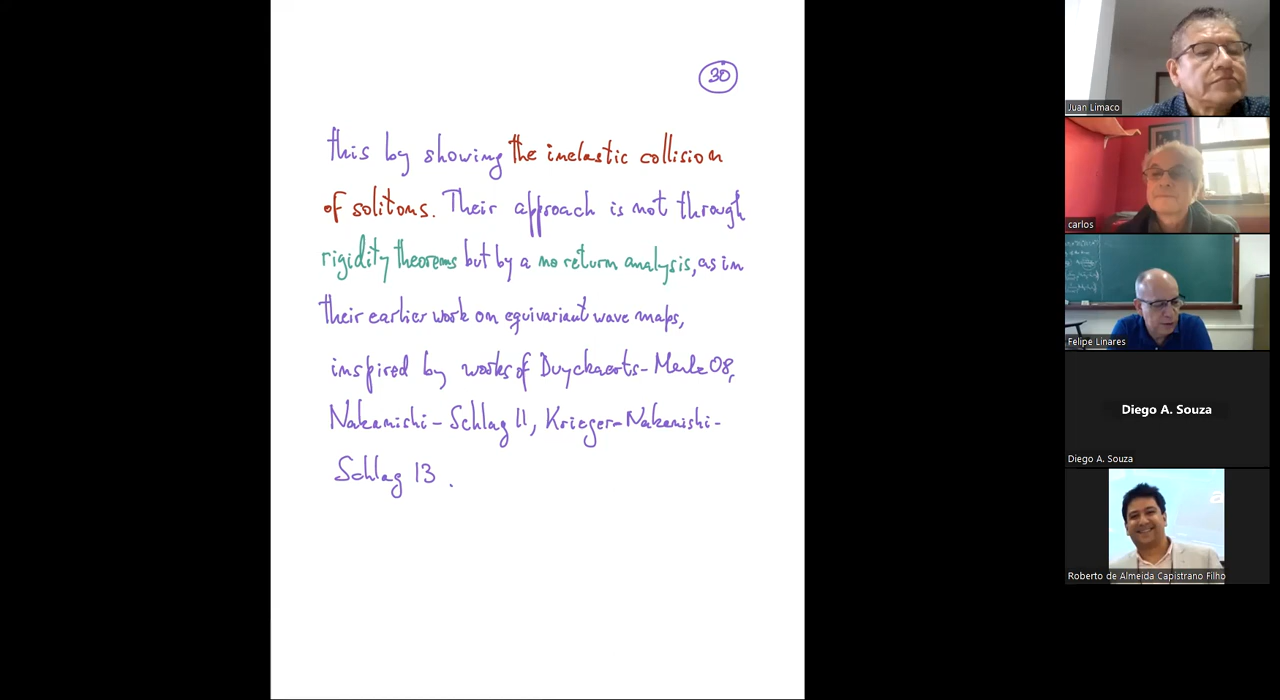 30
this by showing the inelastic collision
of solitons. Their approach is not through
rigidity theorems but by a no return analysis, as in
their earlier work on equivariant wave maps,
inspired by works of Duyckaerts-Merle 08,
Nakanishi-Schlag 11, Krieger-Nakanishi-
Schlag 13.
Juan Limaco
carlos
Felipe Linares
Diego A. Souza
Diego A. Souza
Roberto de Almeida Capistrano Filho